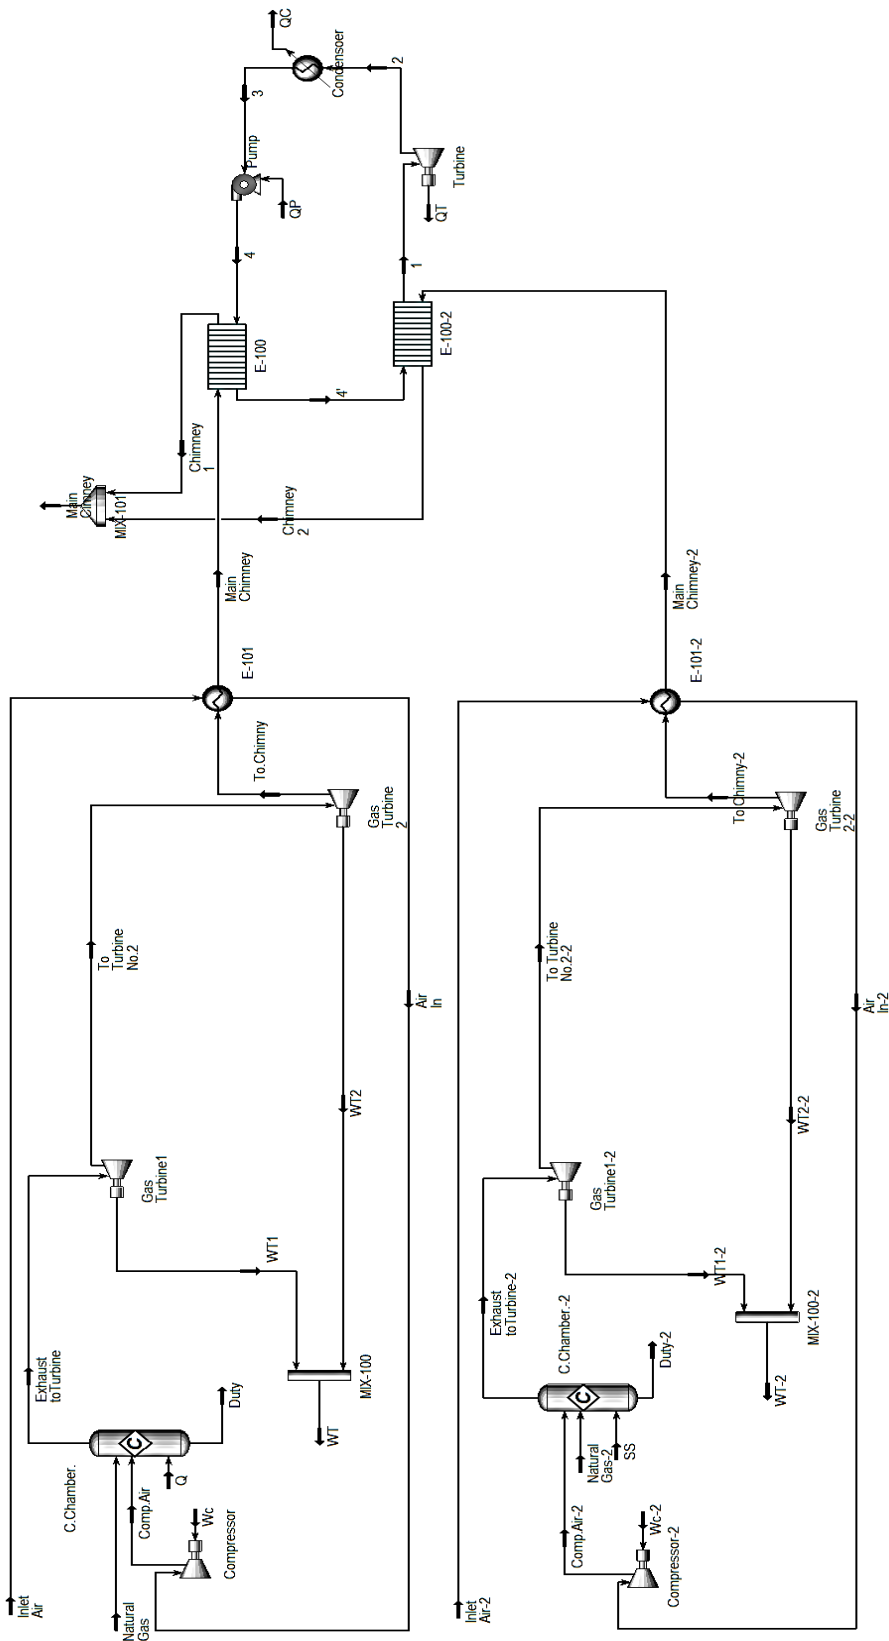 QC
Condensoer
2
3
Pump
QP
Turbine
QT
4
1
E-100
E-100-2
4'
Chimney
1
Main
Cimney
MIX-101
Chimney
2
Main
Chimney
Main
Chimney-2
E-101
E-101-2
To.Chimny
To Chimny-2
Gas
Turbine
2
Gas
Turbine
2-2
To
Turbine
No.2
To Turbine
No.2-2
Air
In
Air
In-2
WT2
WT2-2
Gas
Turbine1
Gas
Turbine1-2
WT1
WT1-2
Exhaust
toTurbine
Exhaust
toTurbine-2
MIX-100
MIX-100-2
Duty
WT
C.Chamber.-2
Duty-2
WT-2
C
C.Chamber.
C
Comp.Air
Q
Natural
Gas-2
SS
Wc
Compressor
Comp.Air-2
Wc-2
Compressor-2
Inlet
Air
Natural
Gas
Inlet
Air-2